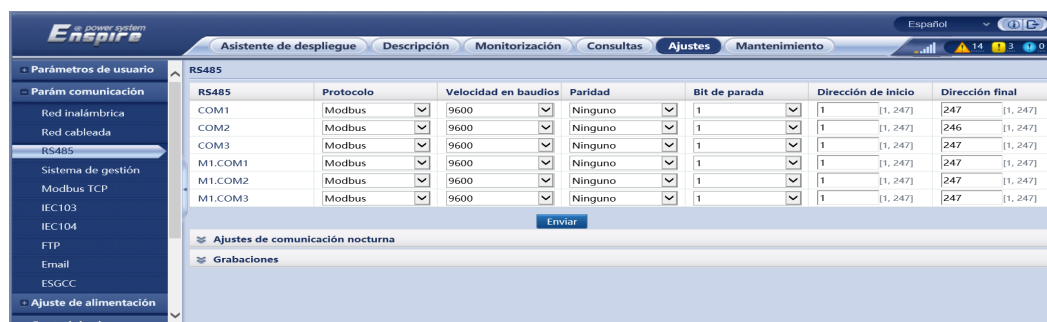 power system
Enspire
Español
Asistente de despliegue Descripción Monitorización Consultas Ajustes Mantenimiento
14 3 0
Parámetros de usuario
Parám comunicación
Red inalámbrica
Red cableada
RS485
Sistema de gestión
Modbus TCP
IEC103
IEC104
FTP
Email
ESGCC
Ajuste de alimentación
RS485
RS485 Protocolo Velocidad en baudios Paridad Bit de parada Dirección de inicio Dirección final
COM1 Modbus 9600 Ninguno 1 1 [1, 247] 247 [1, 247]
COM2 Modbus 9600 Ninguno 1 1 [1, 247] 246 [1, 247]
COM3 Modbus 9600 Ninguno 1 1 [1, 247] 247 [1, 247]
M1.COM1 Modbus 9600 Ninguno 1 1 [1, 247] 247 [1, 247]
M1.COM2 Modbus 9600 Ninguno 1 1 [1, 247] 247 [1, 247]
M1.COM3 Modbus 9600 Ninguno 1 1 [1, 247] 247 [1, 247]
Enviar
Ajustes de comunicación nocturna
Grabaciones